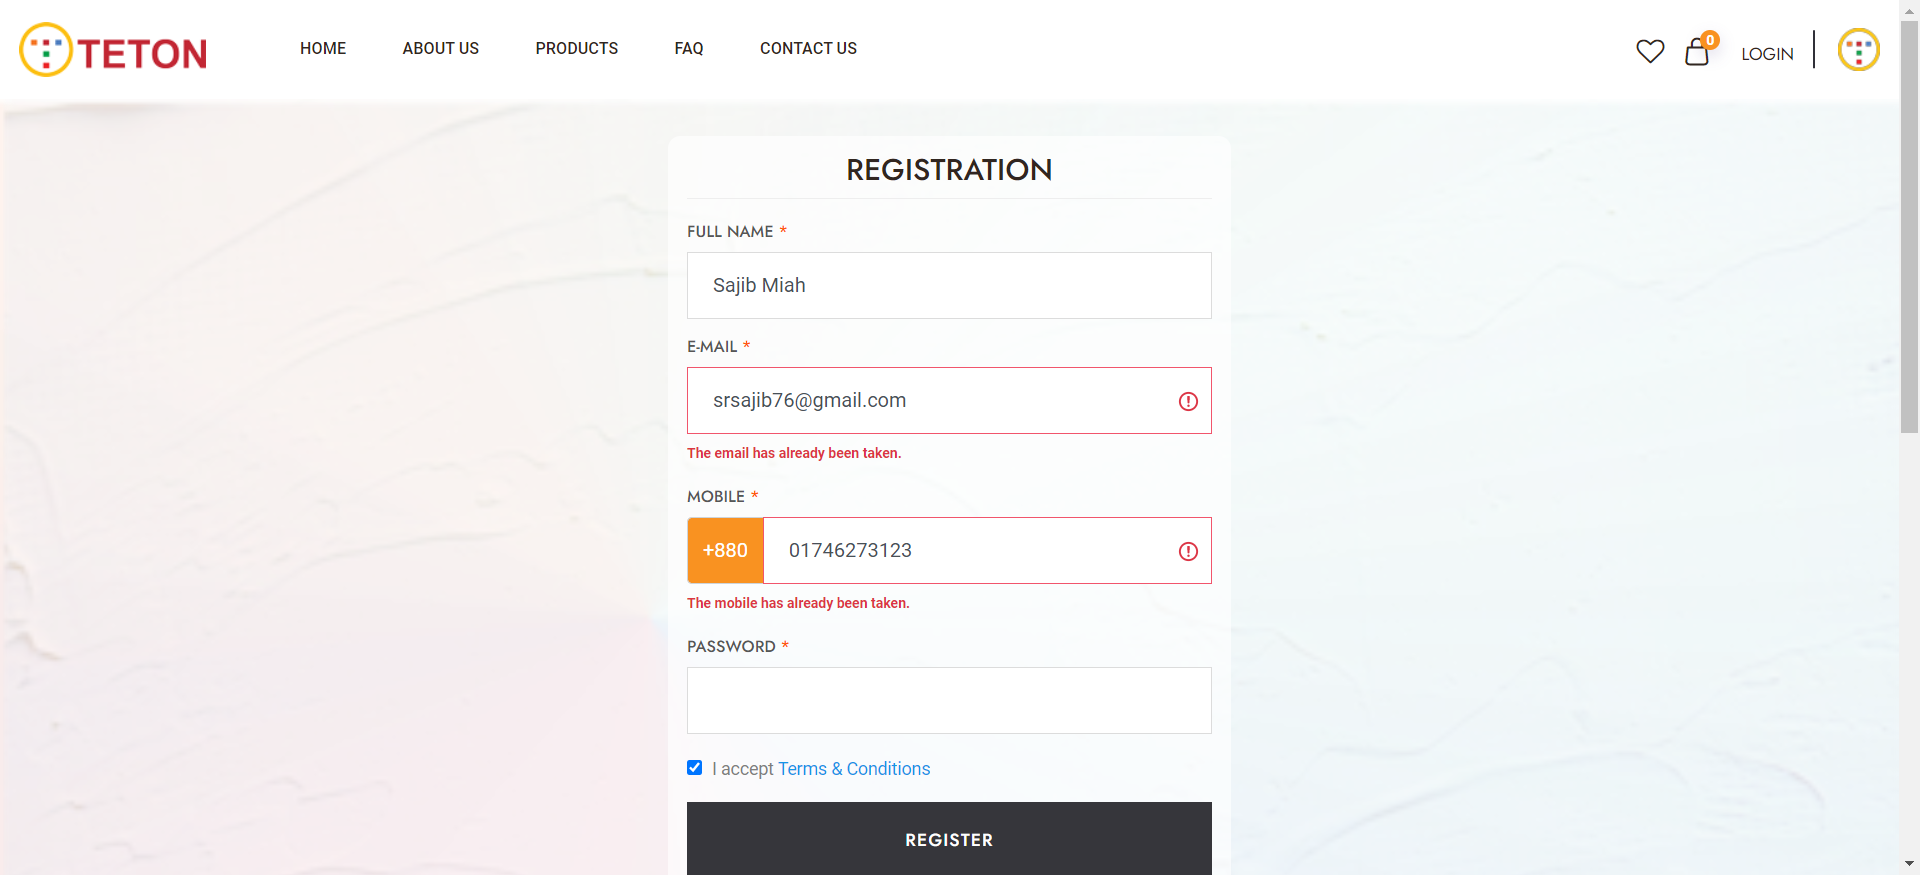 TETON
HOME ABOUT US PRODUCTS FAQ CONTACT US
0
LOGIN
REGISTRATION
FULL NAME *
Sajib Miah
E-MAIL *
srsajib76@gmail.com
The email has already been taken.
MOBILE *
+880 01746273123
The mobile has already been taken.
PASSWORD *
I accept Terms & Conditions
REGISTER